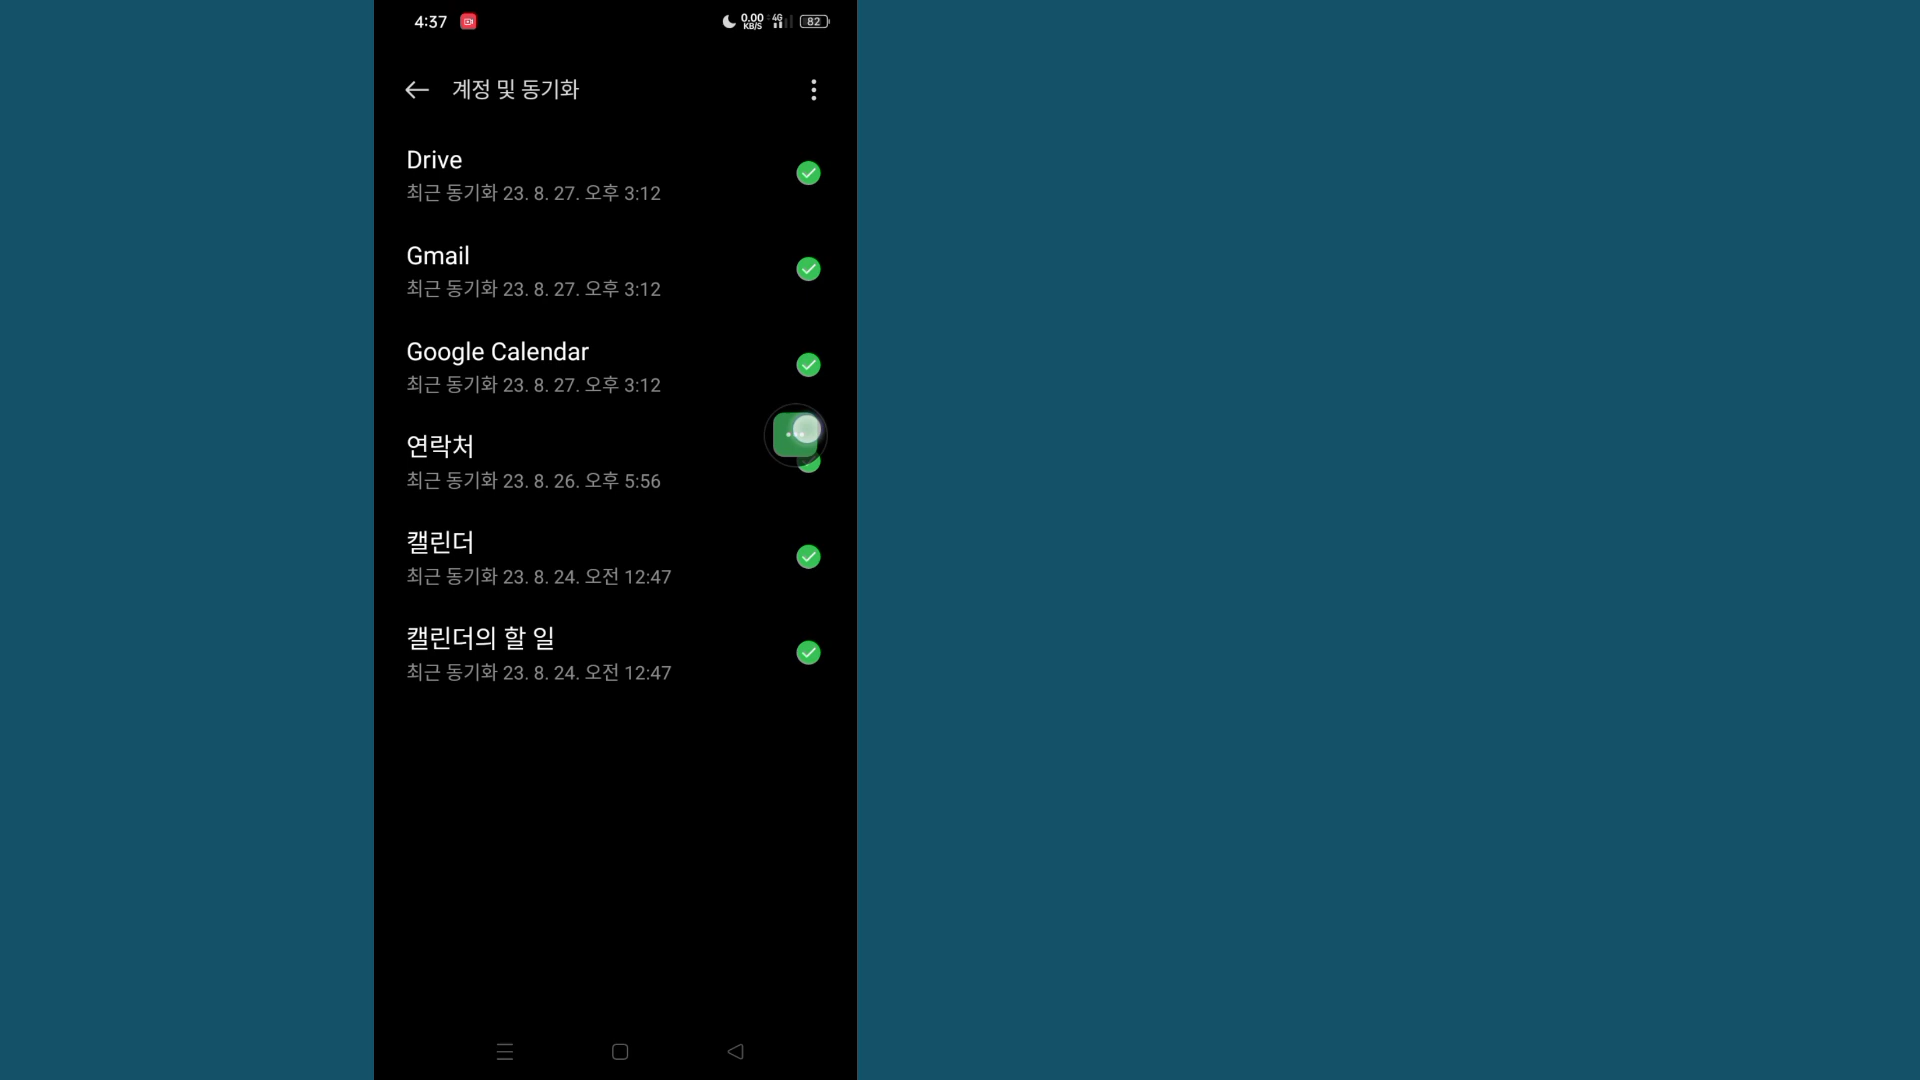 4:37
0.00
KB/S
4G
82
계정 및 동기화
Drive
최근 동기화 23. 8. 27. 오후 3:12
Gmail
최근 동기화 23. 8. 27. 오후 3:12
Google Calendar
최근 동기화 23. 8. 27. 오후 3:12
연락처
최근 동기화 23. 8. 26. 오후 5:56
캘린더
최근 동기화 23. 8. 24. 오전 12:47
캘린더의 할 일
최근 동기화 23. 8. 24. 오전 12:47